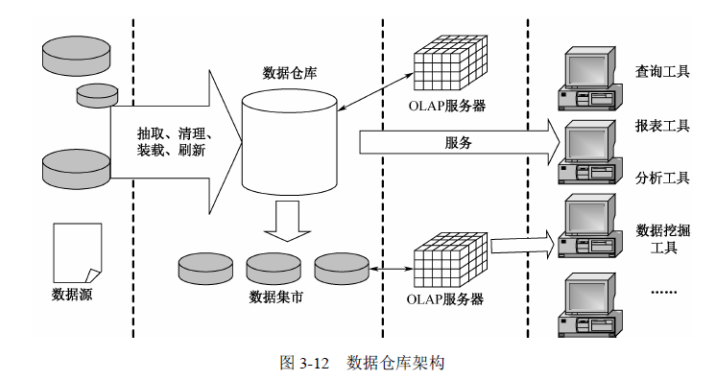 数据仓库
查询工具
OLAP服务器
抽取、清理、
装载、刷新
服务
报表工具
分析工具
数据挖掘
工具
数据源
数据集市
OLAP服务器
……
图 3-12 数据仓库架构